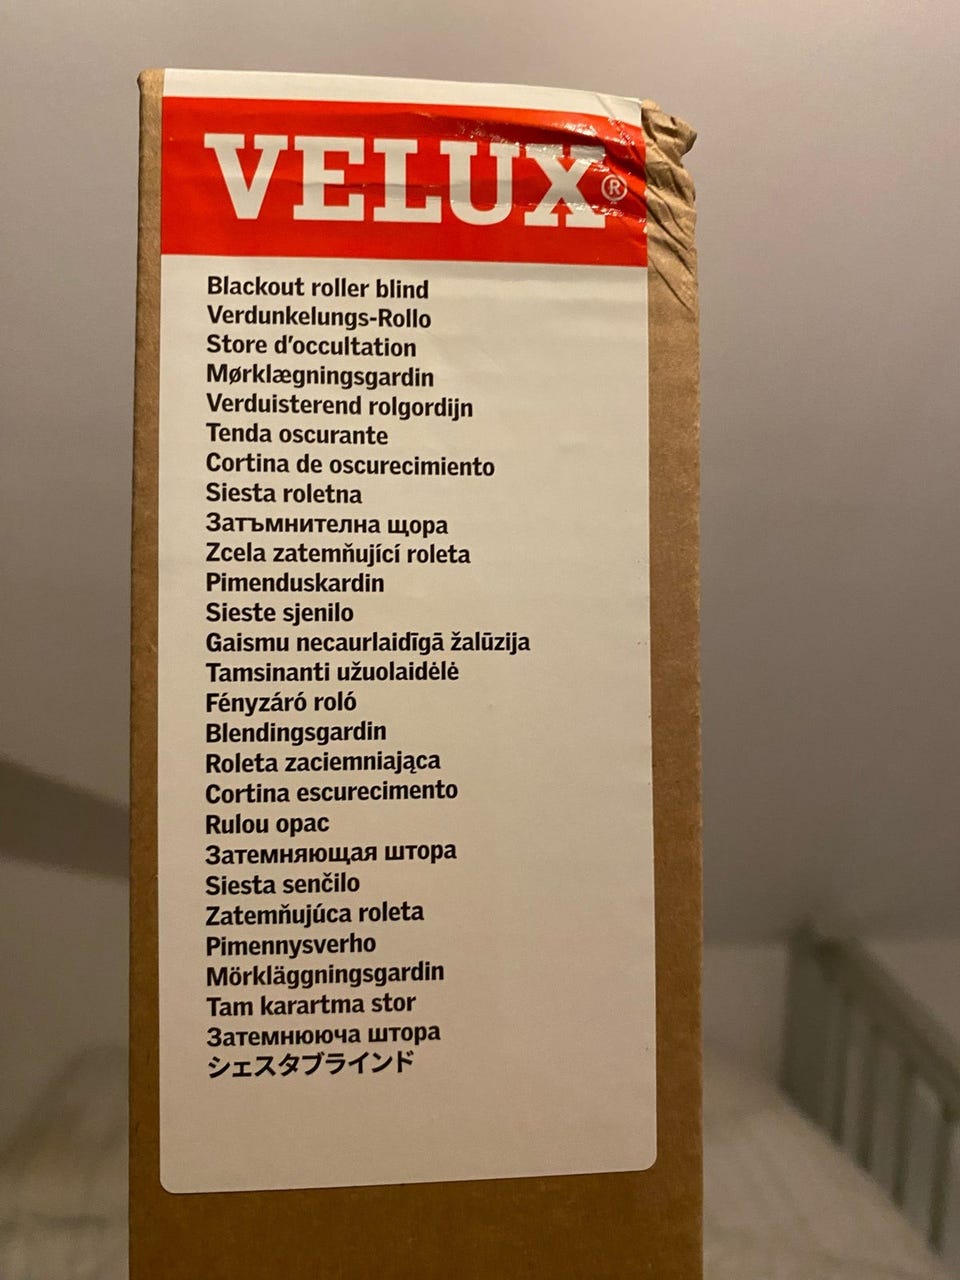 VELUX®
Blackout roller blind
Verdunkelungs-Rollo
Store d'occultation
Mørklægningsgardin
Verduisterend rolgordijn
Tenda oscurante
Cortina de oscurecimiento
Siesta roletna
Затъмнителна щора
Zcela zatemňující roleta
Pimenduskardin
Sieste sjenilo
Gaismu necaurlaidīgā žalūzija
Tamsinanti užuolaidėlė
Fényzáró roló
Blendingsgardin
Roleta zaciemniająca
Cortina escurecimento
Rulou opac
Затемняющая штора
Siesta senčilo
Zatemňujúca roleta
Pimennysverho
Mörkläggningsgardin
Tam karartma stor
Затемнююча штора
シエスタブラインド